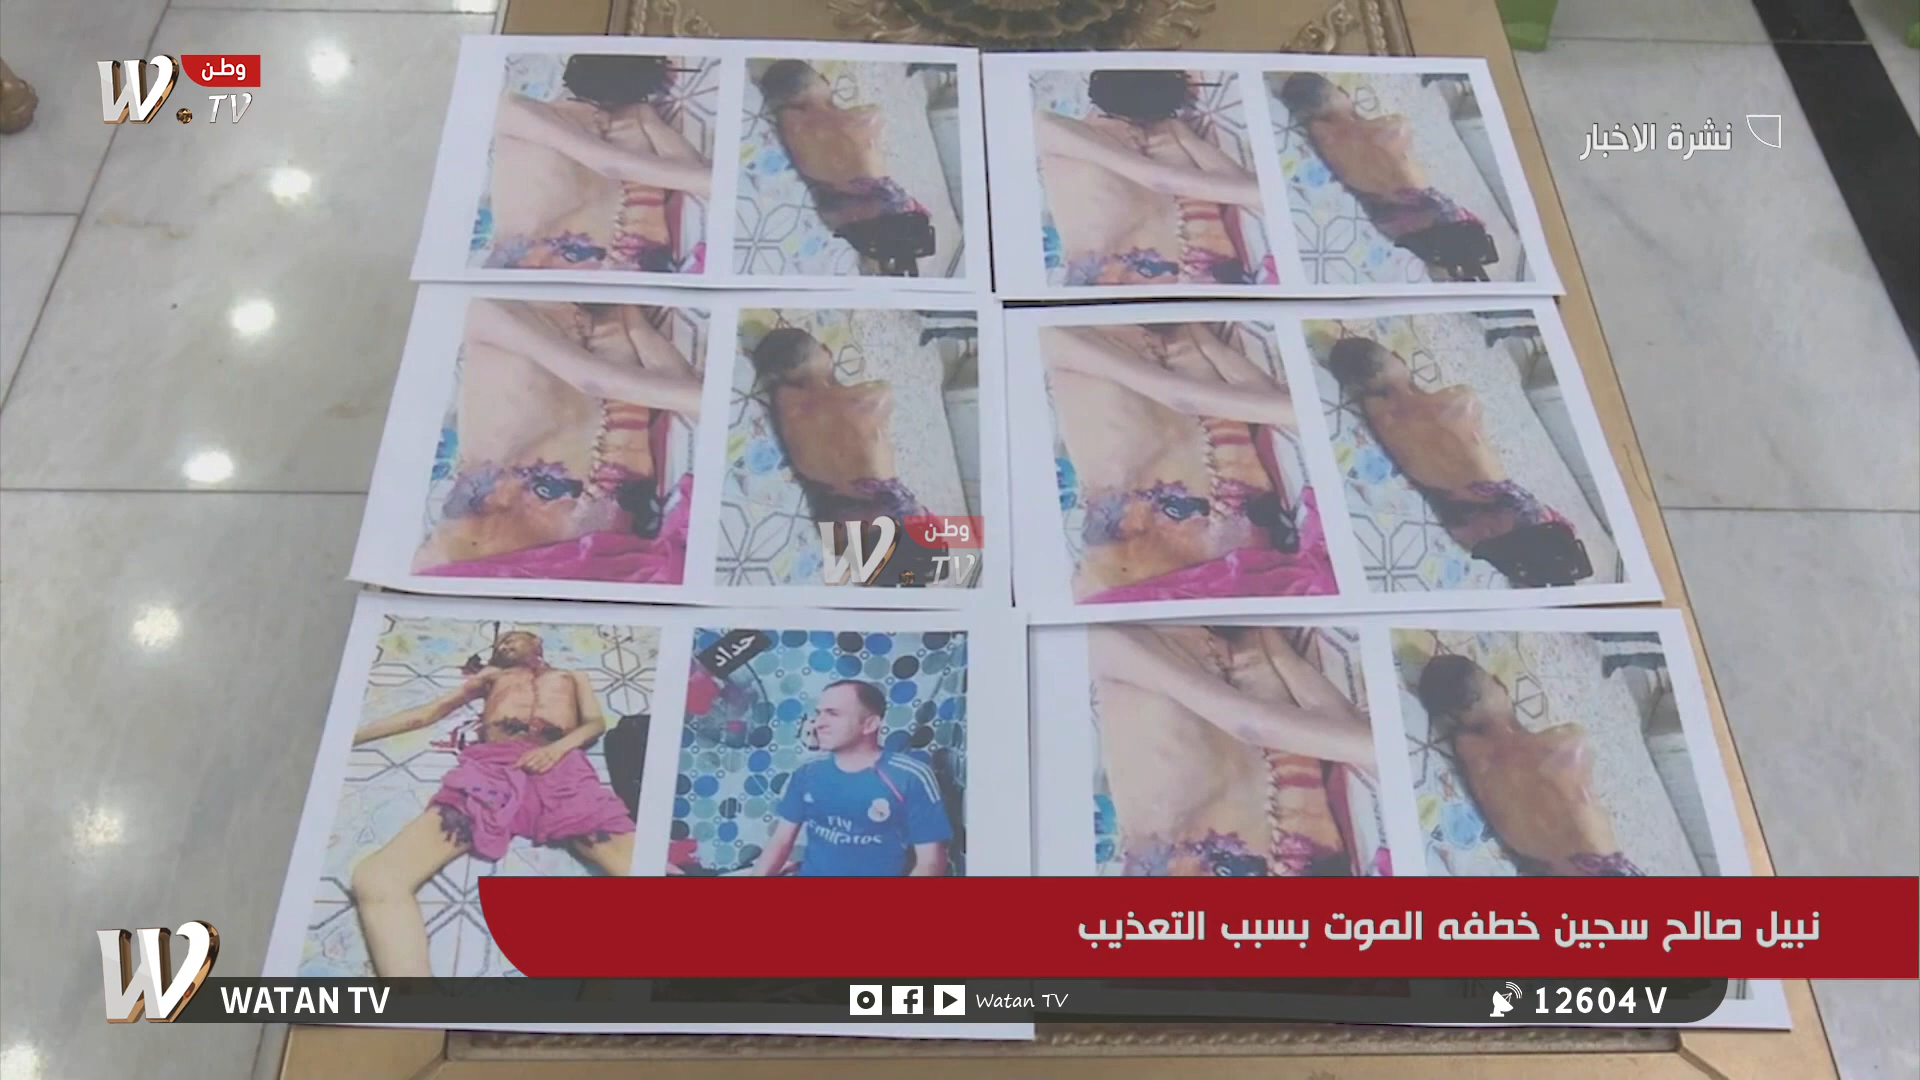 W. وطن TV
نشرة الاخبار
W. وطن TV
حداد
Fly
Emirates
نبيل صالح سجين خطفه الموت بسبب التعذيب
W WATAN TV
Watan TV
12604 V